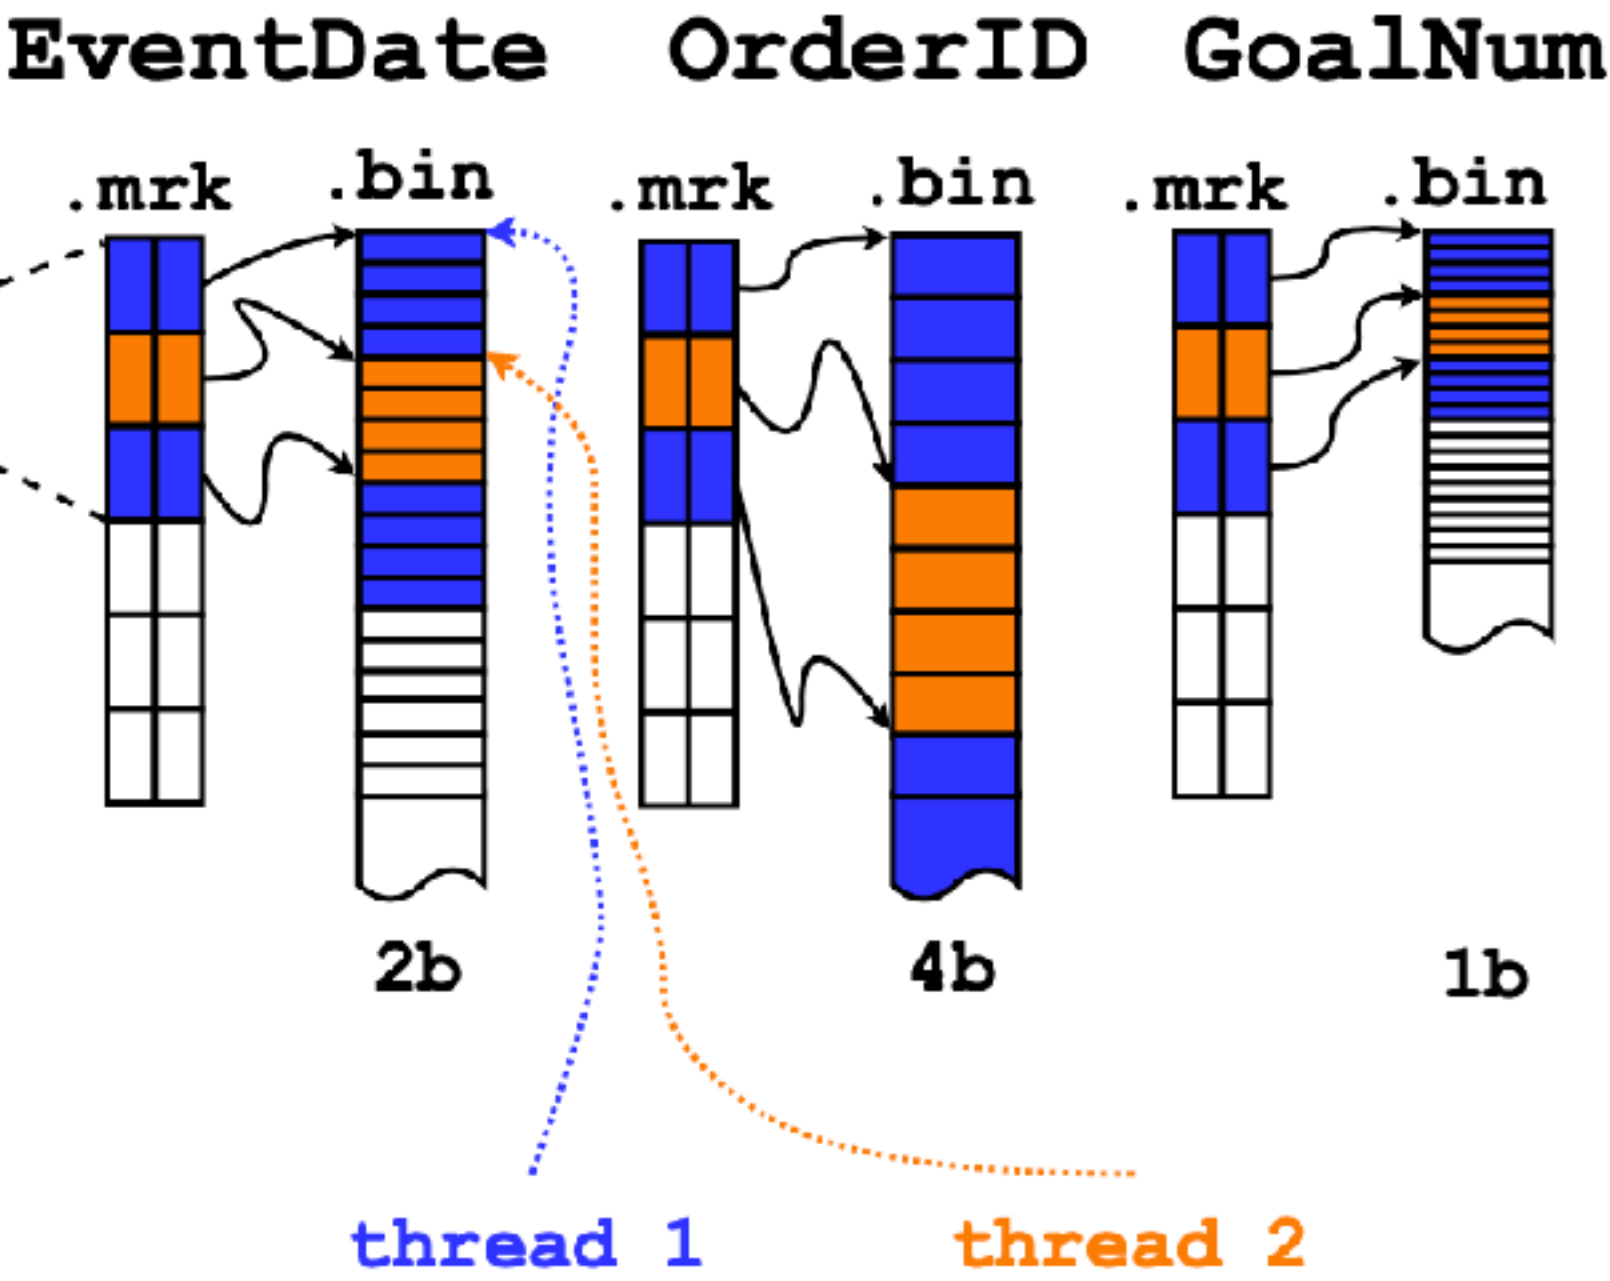 EventDate OrderID GoalNum
.mrk .bin .mrk .bin .mrk .bin
2b 4b 1b
thread 1 thread 2